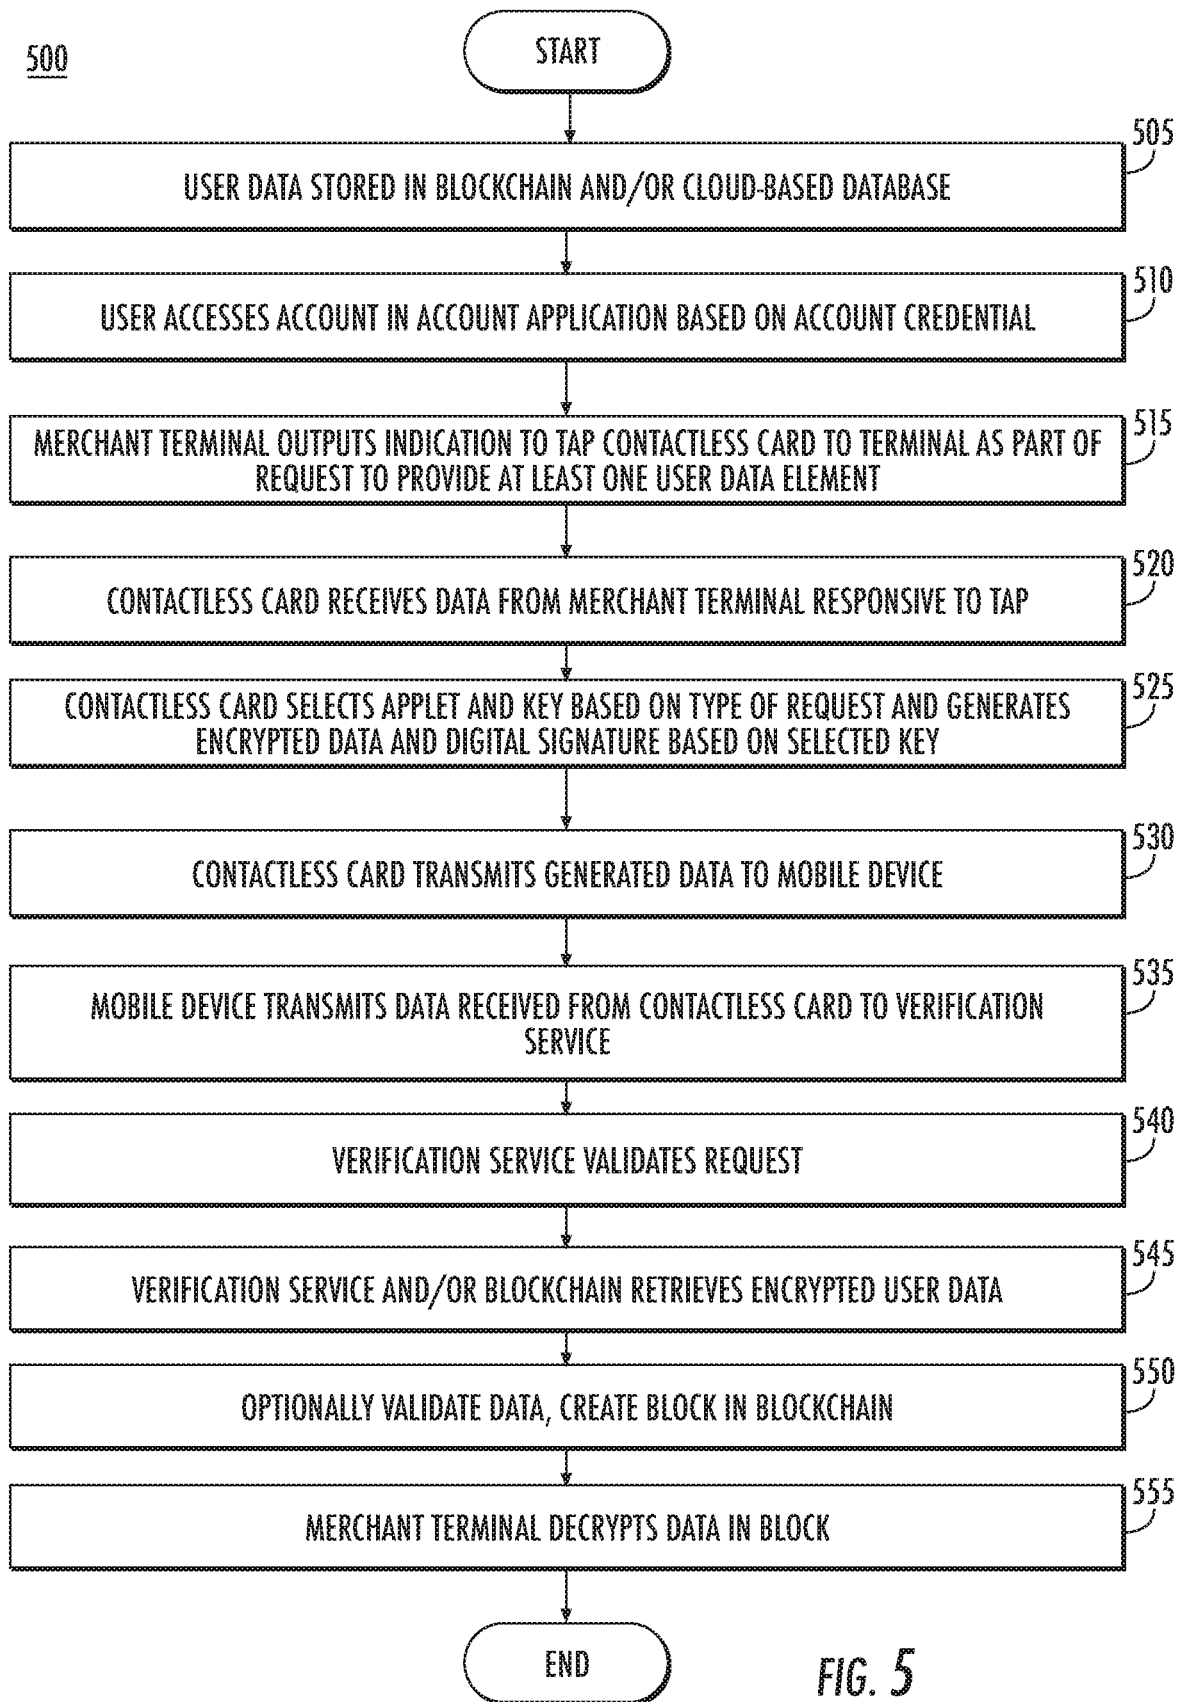 500
START
505
USER DATA STORED IN BLOCKCHAIN AND/OR CLOUD-BASED DATABASE
510
USER ACCESSES ACCOUNT IN ACCOUNT APPLICATION BASED ON ACCOUNT CREDENTIAL
515
MERCHANT TERMINAL OUTPUTS INDICATION TO TAP CONTACTLESS CARD TO TERMINAL AS PART OF
REQUEST TO PROVIDE AT LEAST ONE USER DATA ELEMENT
520
CONTACTLESS CARD RECEIVES DATA FROM MERCHANT TERMINAL RESPONSIVE TO TAP
525
CONTACTLESS CARD SELECTS APPLET AND KEY BASED ON TYPE OF REQUEST AND GENERATES
ENCRYPTED DATA AND DIGITAL SIGNATURE BASED ON SELECTED KEY
530
CONTACTLESS CARD TRANSMITS GENERATED DATA TO MOBILE DEVICE
535
MOBILE DEVICE TRANSMITS DATA RECEIVED FROM CONTACTLESS CARD TO VERIFICATION
SERVICE
540
VERIFICATION SERVICE VALIDATES REQUEST
545
VERIFICATION SERVICE AND/OR BLOCKCHAIN RETRIEVES ENCRYPTED USER DATA
550
OPTIONALLY VALIDATE DATA, CREATE BLOCK IN BLOCKCHAIN
555
MERCHANT TERMINAL DECRYPTS DATA IN BLOCK
END
FIG. 5